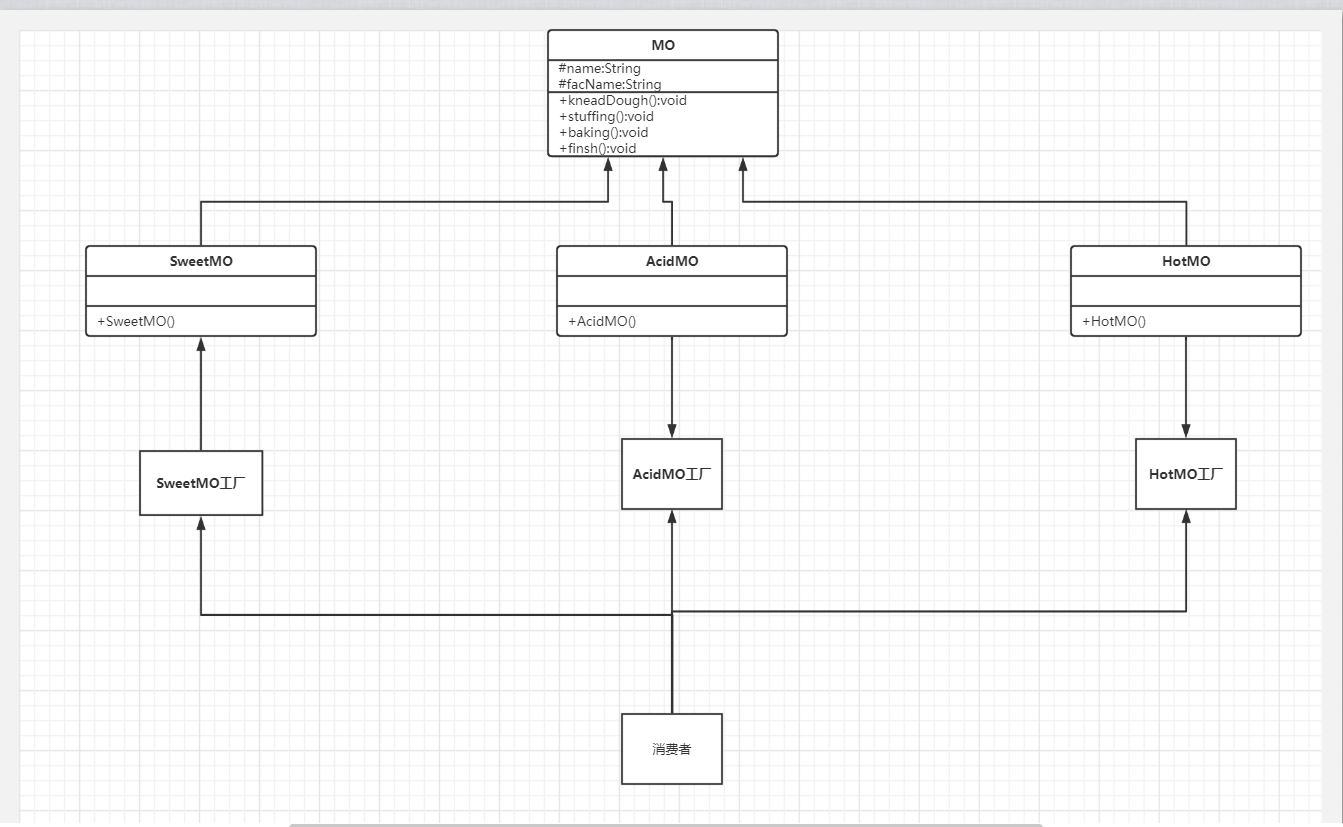 MO
#name:String
#facName:String
+kneadDough():void
+stuffing():void
+baking():void
+finsh():void
SweetMO
+SweetMO()
AcidMO
+AcidMO()
HotMO
+HotMO()
SweetMO工厂
AcidMO工厂
HotMO工厂
消费者